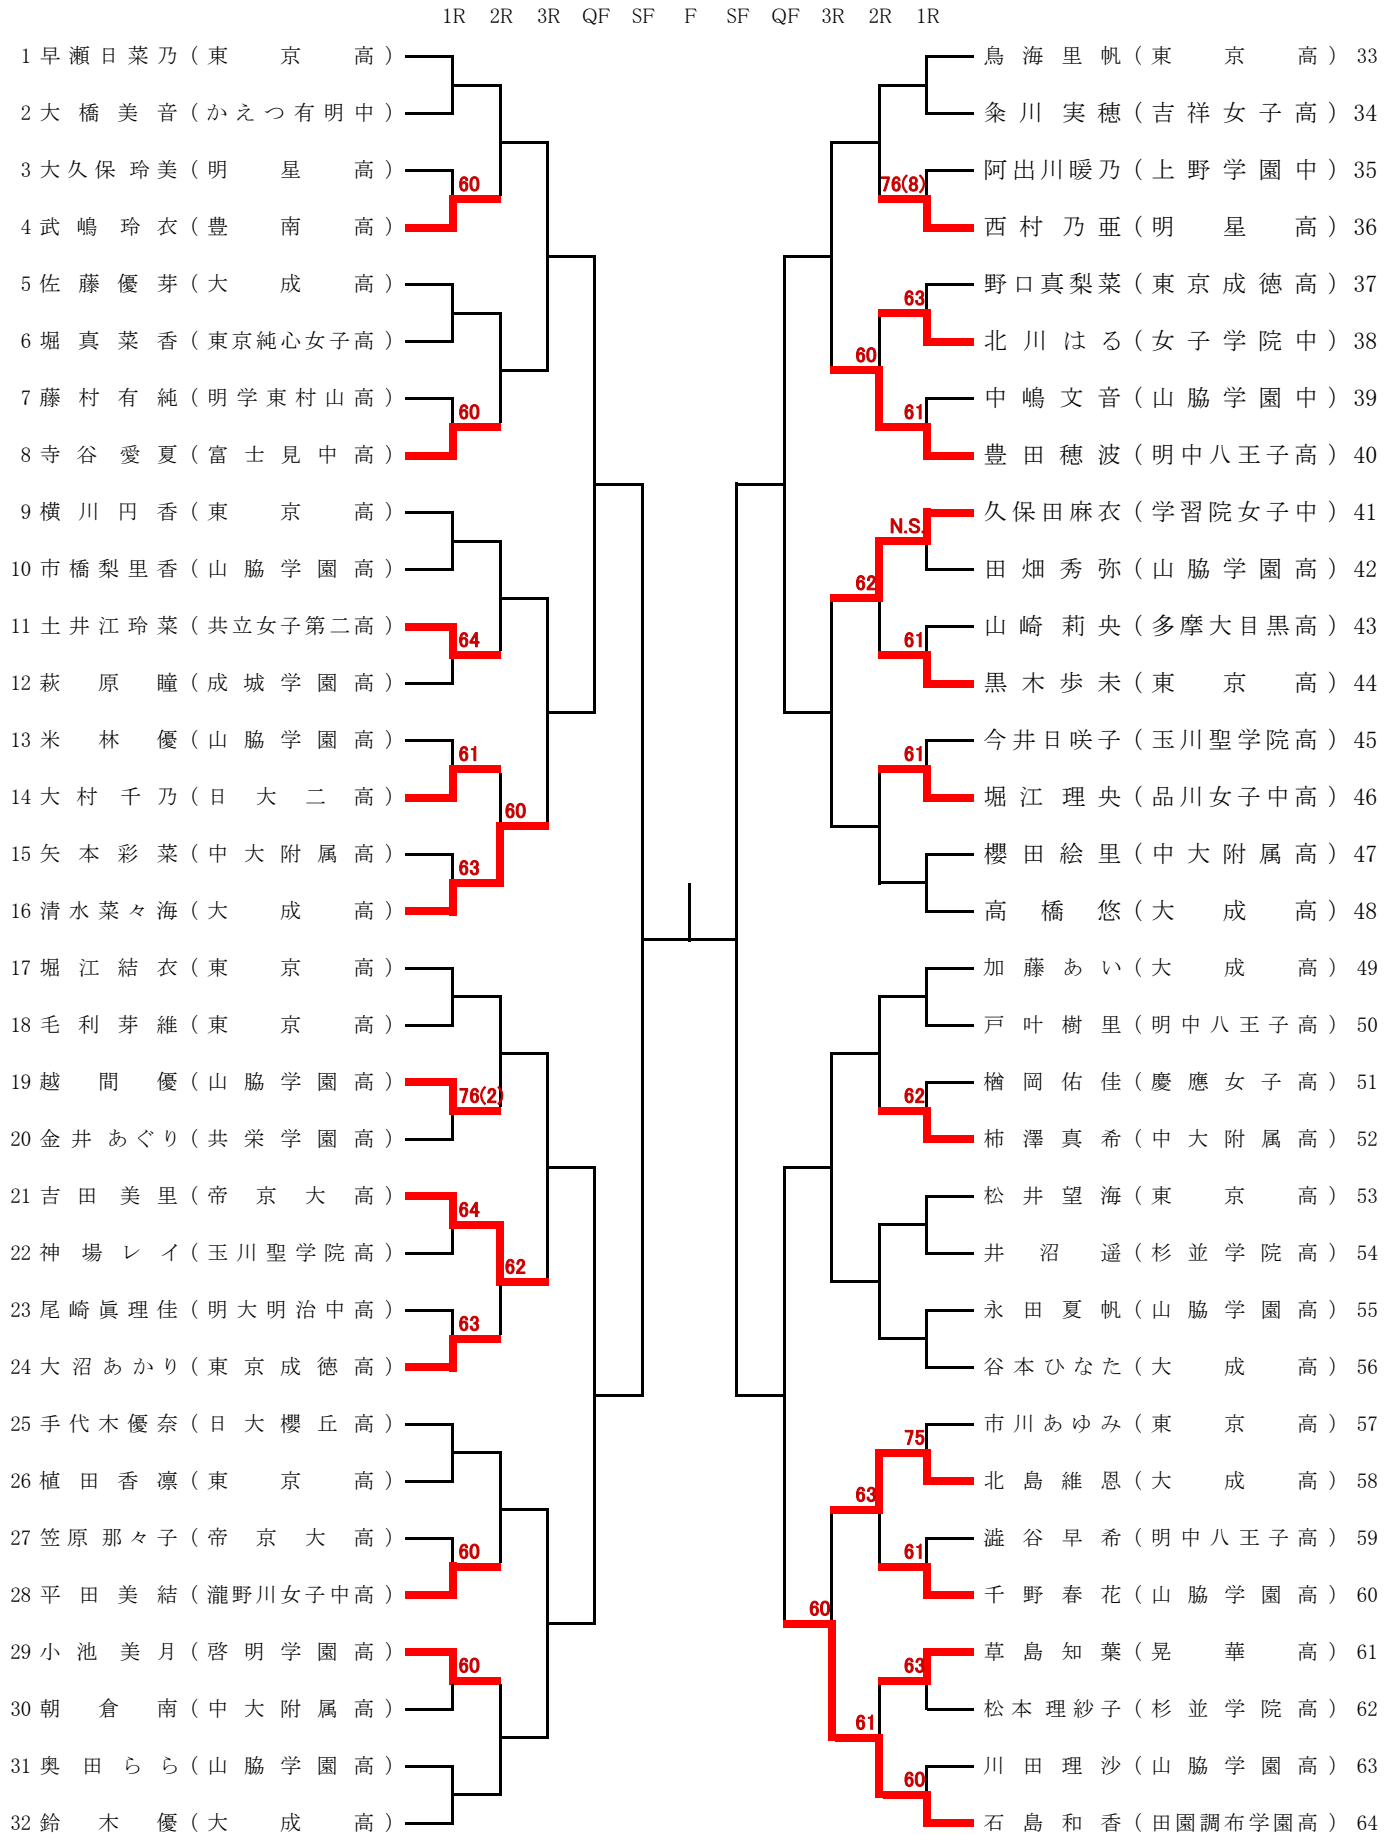 1R 2R 3R QF SF F SF QF 3R 2R 1R
1 早瀬日菜乃 (東京高) 鳥海里帆 (東京高) 33
2 大橋美音 (かえつ有明中) 粂川実穂 (吉祥女子高) 34
3 大久保玲美 (明星高) 阿出川暖乃 (上野学園中) 35
60 76(8)
4 武嶋玲衣 (豊南高) 西村乃亜 (明星高) 36
5 佐藤優芽 (大成高) 野口真梨菜 (東京成徳高) 37
63
6 堀真菜香 (東京純心女子高) 北川はる (女子学院中) 38
60
7 藤村有純 (明学東村山高) 中嶋文音 (山脇学園中) 39
60 61
8 寺谷愛夏 (富士見中高) 豊田穂波 (明中八王子高) 40
9 横川円香 (東京高) 久保田麻衣 (学習院女子中) 41
N.S.
10 市橋梨里香 (山脇学園高) 田畑秀弥 (山脇学園高) 42
62
11 土井江玲菜 (共立女子第二高) 山崎莉央 (多摩大目黒高) 43
64 61
12 萩原瞳 (成城学園高) 黒木歩未 (東京高) 44
13 米林優 (山脇学園高) 今井日咲子 (玉川聖学院高) 45
61 61
14 大村千乃 (日大二高) 堀江理央 (品川女子中高) 46
60
15 矢本彩菜 (中大附属高) 櫻田絵里 (中大附属高) 47
63
16 清水菜々海 (大成高) 高橋悠 (大成高) 48
17 堀江結衣 (東京高) 加藤あい (大成高) 49
18 毛利芽維 (東京高) 戸叶樹里 (明中八王子高) 50
19 越間優 (山脇学園高) 楢岡佑佳 (慶應女子高) 51
76(2) 62
20 金井あぐり (共栄学園高) 柿澤真希 (中大附属高) 52
21 吉田美里 (帝京大高) 松井望海 (東京高) 53
64
22 神場レイ (玉川聖学院高) 井沼遥 (杉並学院高) 54
62
23 尾崎眞理佳 (明大明治中高) 永田夏帆 (山脇学園高) 55
63
24 大沼あかり (東京成徳高) 谷本ひなた (大成高) 56
25 手代木優奈 (日大櫻丘高) 市川あゆみ (東京高) 57
75
26 植田香凛 (東京高) 北島維恩 (大成高) 58
63
27 笠原那々子 (帝京大高) 澁谷早希 (明中八王子高) 59
60 61
28 平田美結 (瀧野川女子中高) 千野春花 (山脇学園高) 60
60
29 小池美月 (啓明学園高) 草島知葉 (晃華高) 61
60 63
30 朝倉南 (中大附属高) 松本理紗子 (杉並学院高) 62
61
31 奥田らら (山脇学園高) 川田理沙 (山脇学園高) 63
60
32 鈴木優 (大成高) 石島和香 (田園調布学園高) 64